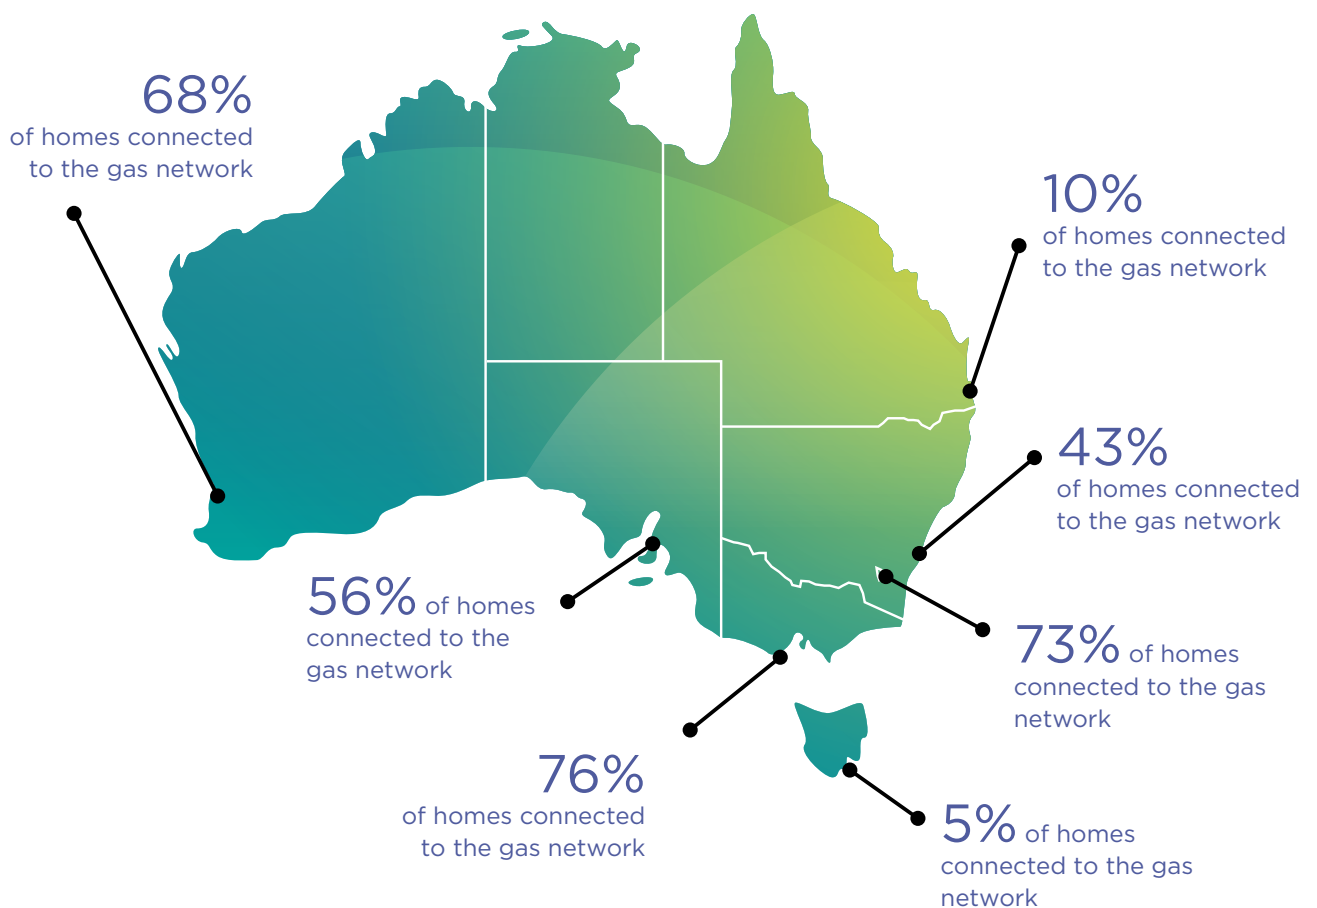 68%
of homes connected
to the gas network
10%
of homes connected
to the gas network
43%
of homes connected
to the gas network
56% of homes
connected to the
gas network
73% of homes
connected to the gas
network
76%
of homes connected
to the gas network
5% of homes
connected to the gas
network